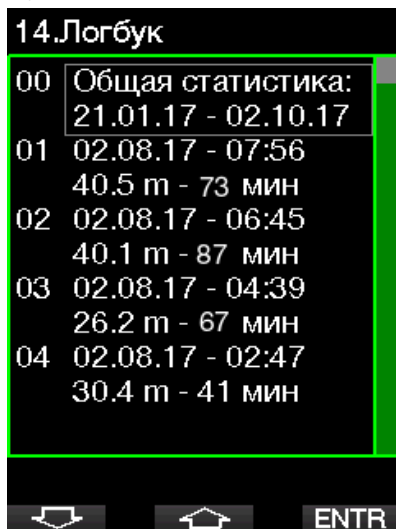 14.Логбук
00 Общая статистика:
21.01.17 - 02.10.17
01 02.08.17 - 07:56
40.5 m - 73 мин
02 02.08.17 - 06:45
40.1 m - 87 мин
03 02.08.17 - 04:39
26.2 m - 67 мин
04 02.08.17 - 02:47
30.4 m - 41 мин
ENTR